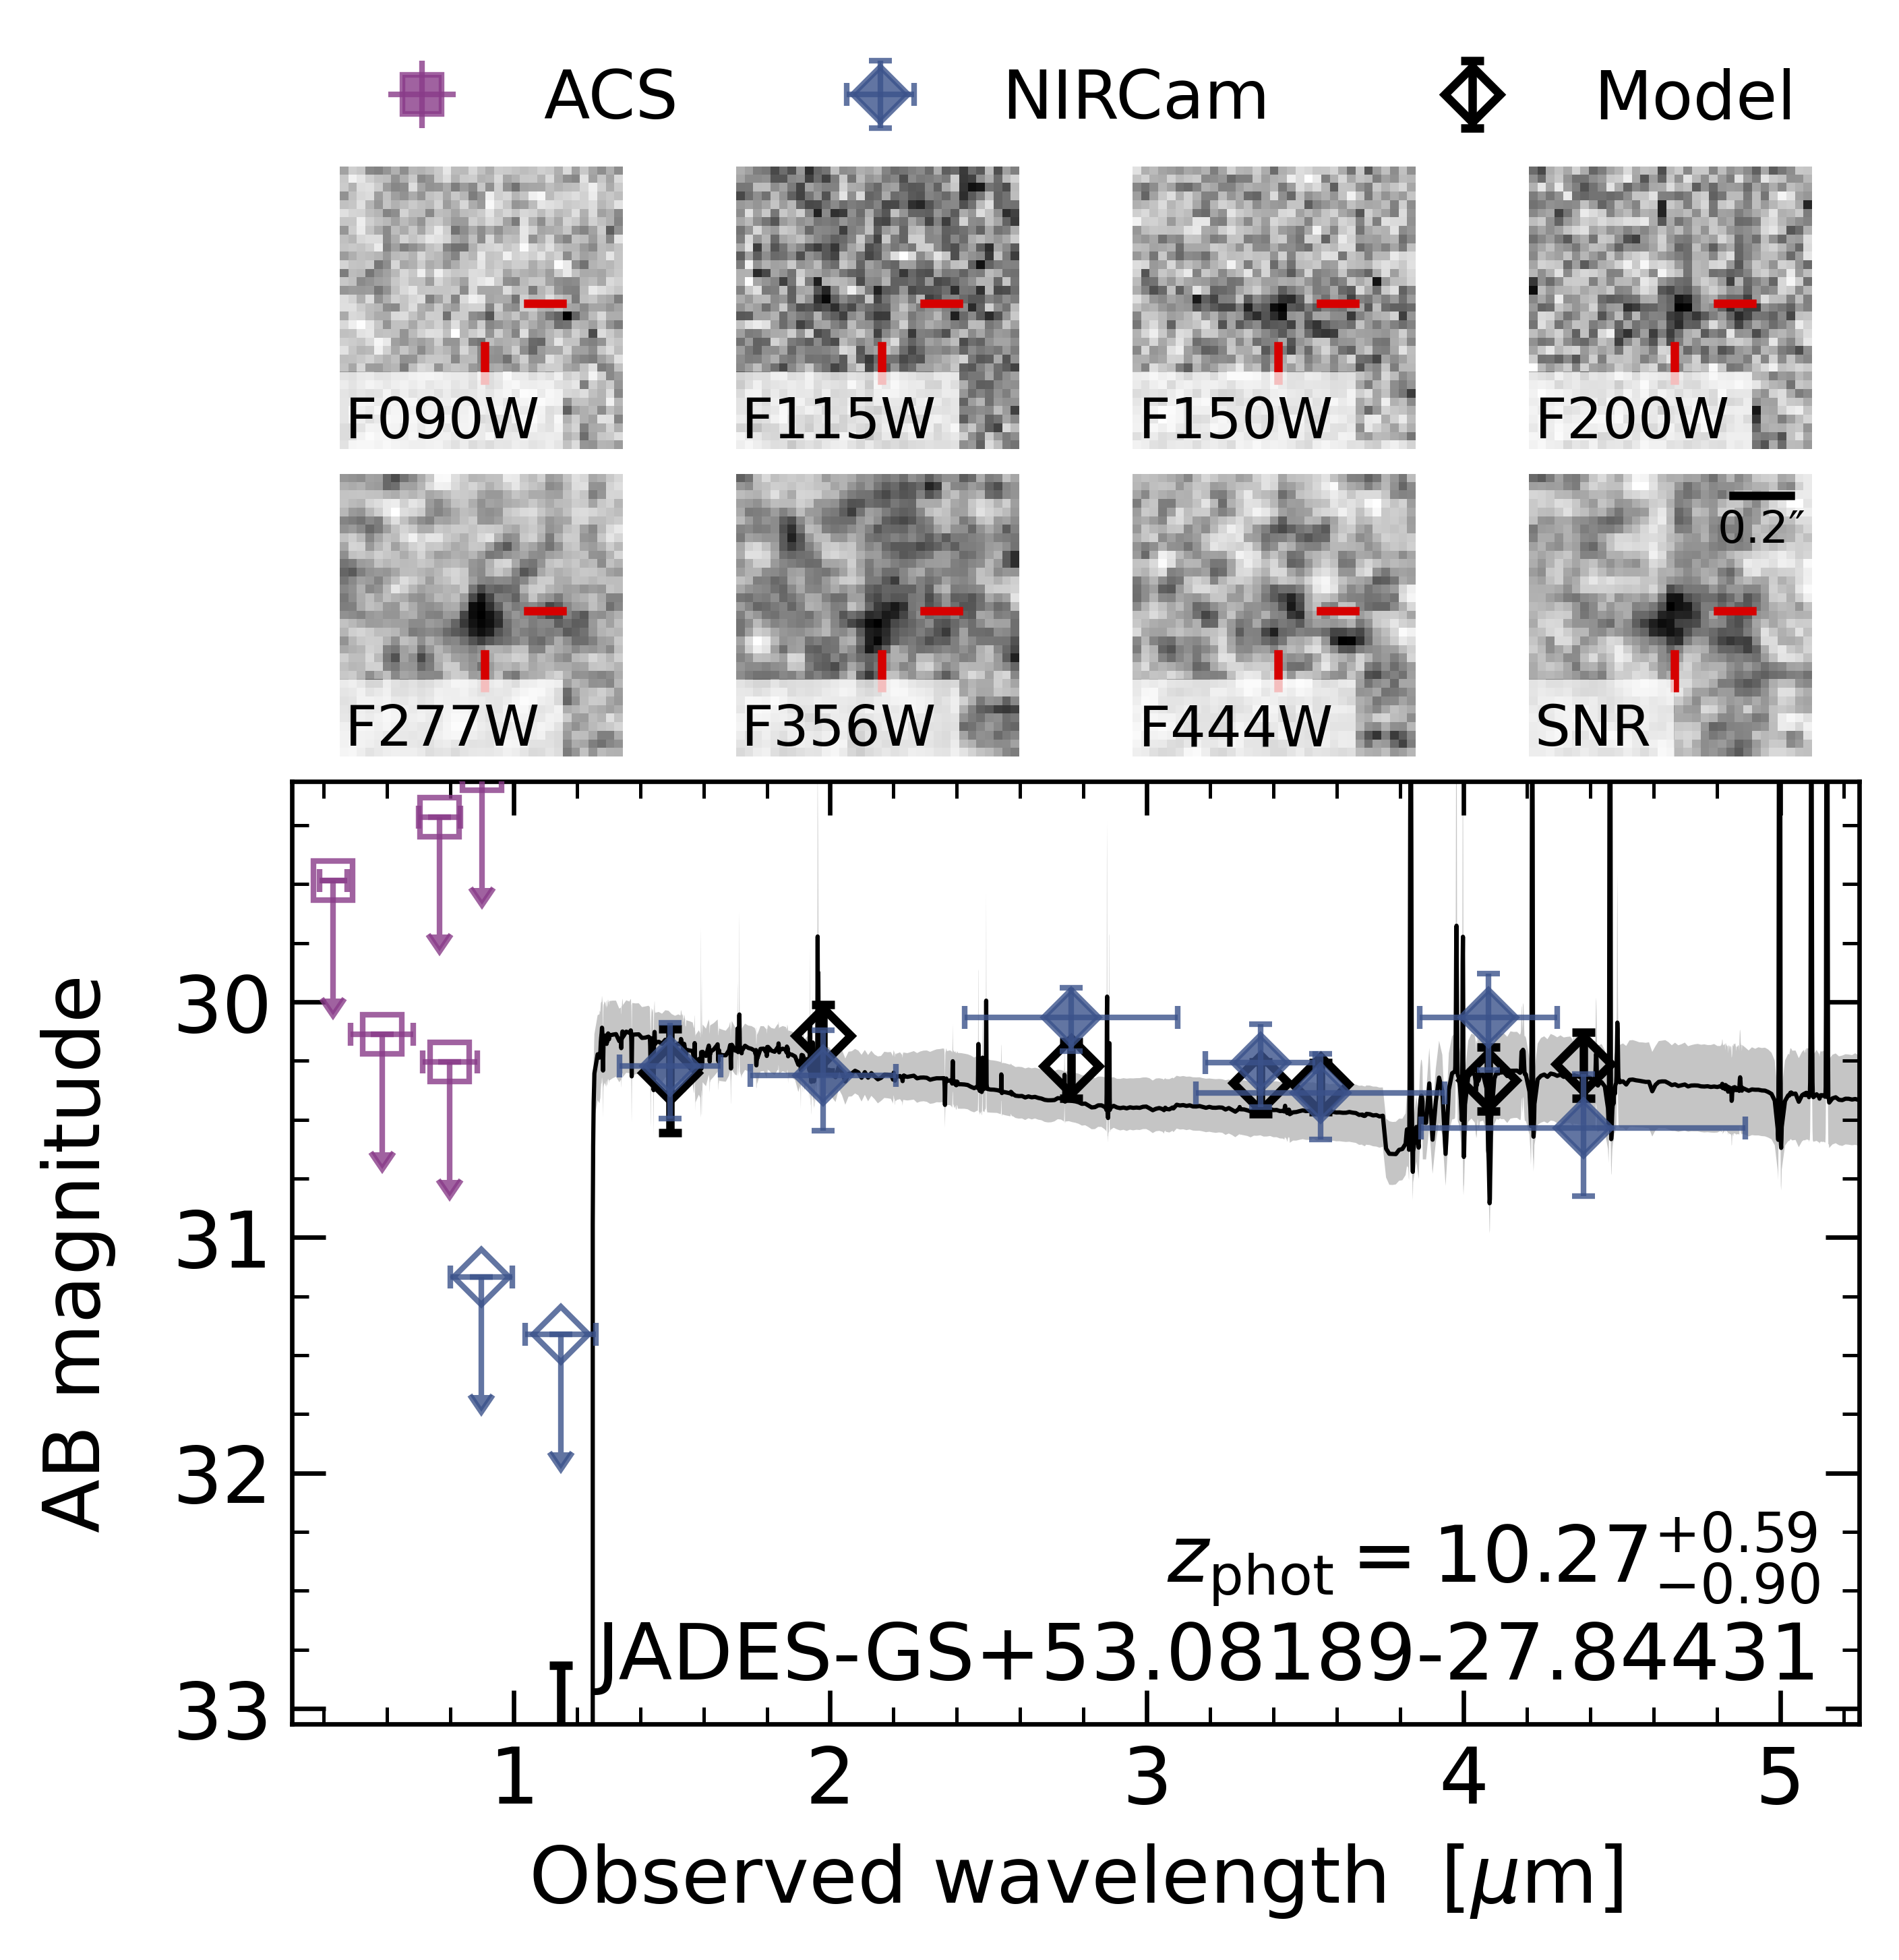 ACS NIRCam Model
F090W F115W F150W F200W
0.2″
F277W F356W F444W SNR
AB magnitude
30
31
32
33
z_phot = 10.27 +0.59 −0.90
JADES-GS+53.08189-27.84431
1 2 3 4 5
Observed wavelength [μm]